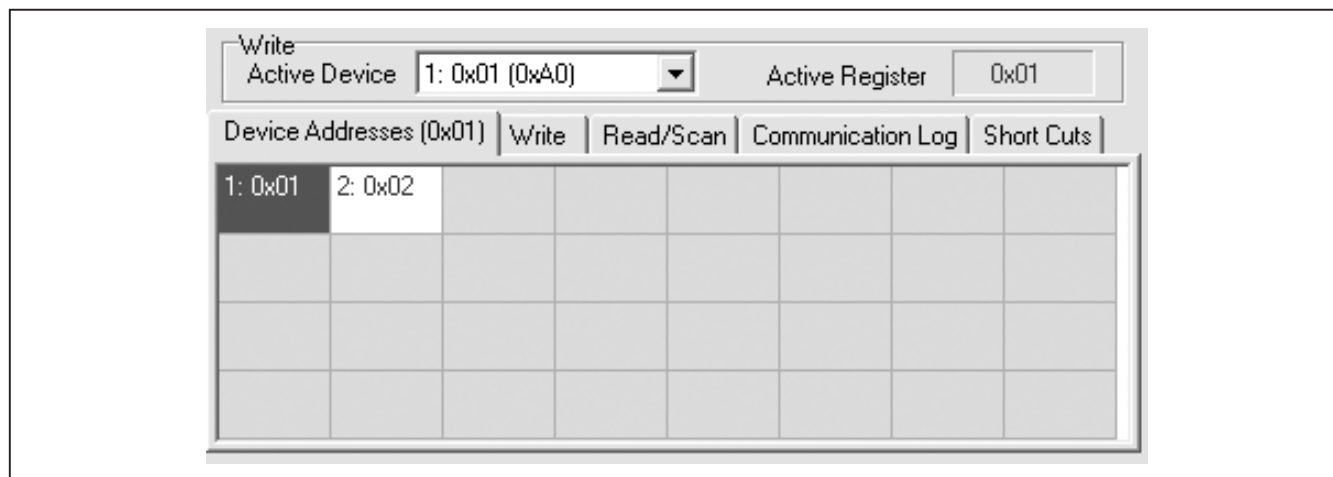 Write
Active Device 1: 0x01 (0xA0) Active Register 0x01
Device Addresses (0x01) Write Read/Scan Communication Log Short Cuts
1: 0x01 2: 0x02